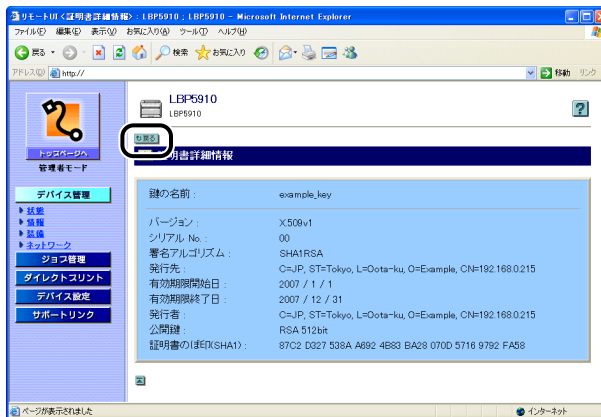 リモートUI <証明書詳細情報> : LBP5910 ; LBP5910 - Microsoft Internet Explorer
ファイル(F) 編集(E) 表示(V) お気に入り(A) ツール(T) ヘルプ(H)
戻る 検索 お気に入り
アドレス(D) http:// 移動 リンク
LBP5910
LBP5910
戻る
トップページへ
管理者モード
明書詳細情報
デバイス管理
状態
情報
装備
ネットワーク
ジョブ管理
ダイレクトプリント
デバイス設定
サポートリンク
鍵の名前 : example_key
バージョン : X.509v1
シリアル No. : 00
署名アルゴリズム : SHA1RSA
発行先 : C=JP, ST=Tokyo, L=Oota-ku, O=Example, CN=192.168.0.215
有効期限開始日 : 2007 / 1 / 1
有効期限終了日 : 2007 / 12 / 31
発行者 : C=JP, ST=Tokyo, L=Oota-ku, O=Example, CN=192.168.0.215
公開鍵 : RSA 512bit
証明書のぼ印(SHA1) : 87C2 D327 538A A692 4B83 BA28 070D 5716 9792 FA58
ページが表示されました インターネット